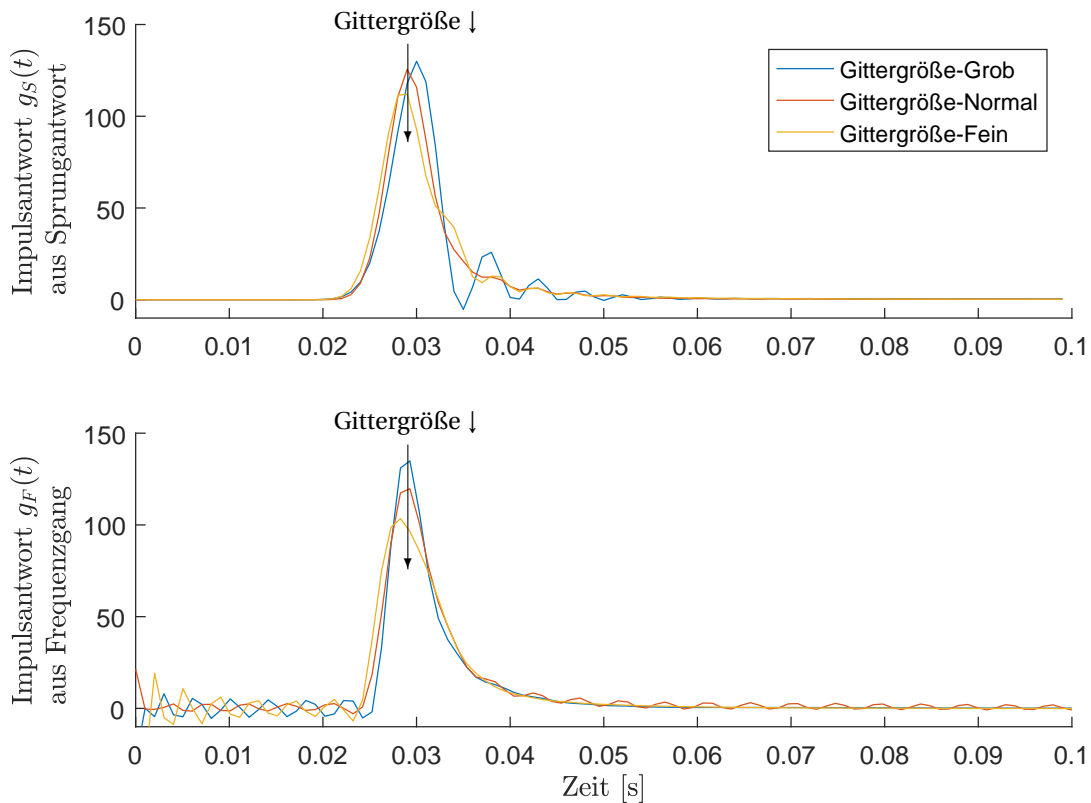 Gittergröße ↓
150
100
50
0
Impulsantwort g_S(t)
aus Sprungantwort
Gittergröße-Grob
Gittergröße-Normal
Gittergröße-Fein
0 0.01 0.02 0.03 0.04 0.05 0.06 0.07 0.08 0.09 0.1
Gittergröße ↓
150
100
50
0
Impulsantwort g_F(t)
aus Frequenzgang
0 0.01 0.02 0.03 0.04 0.05 0.06 0.07 0.08 0.09 0.1
Zeit [s]